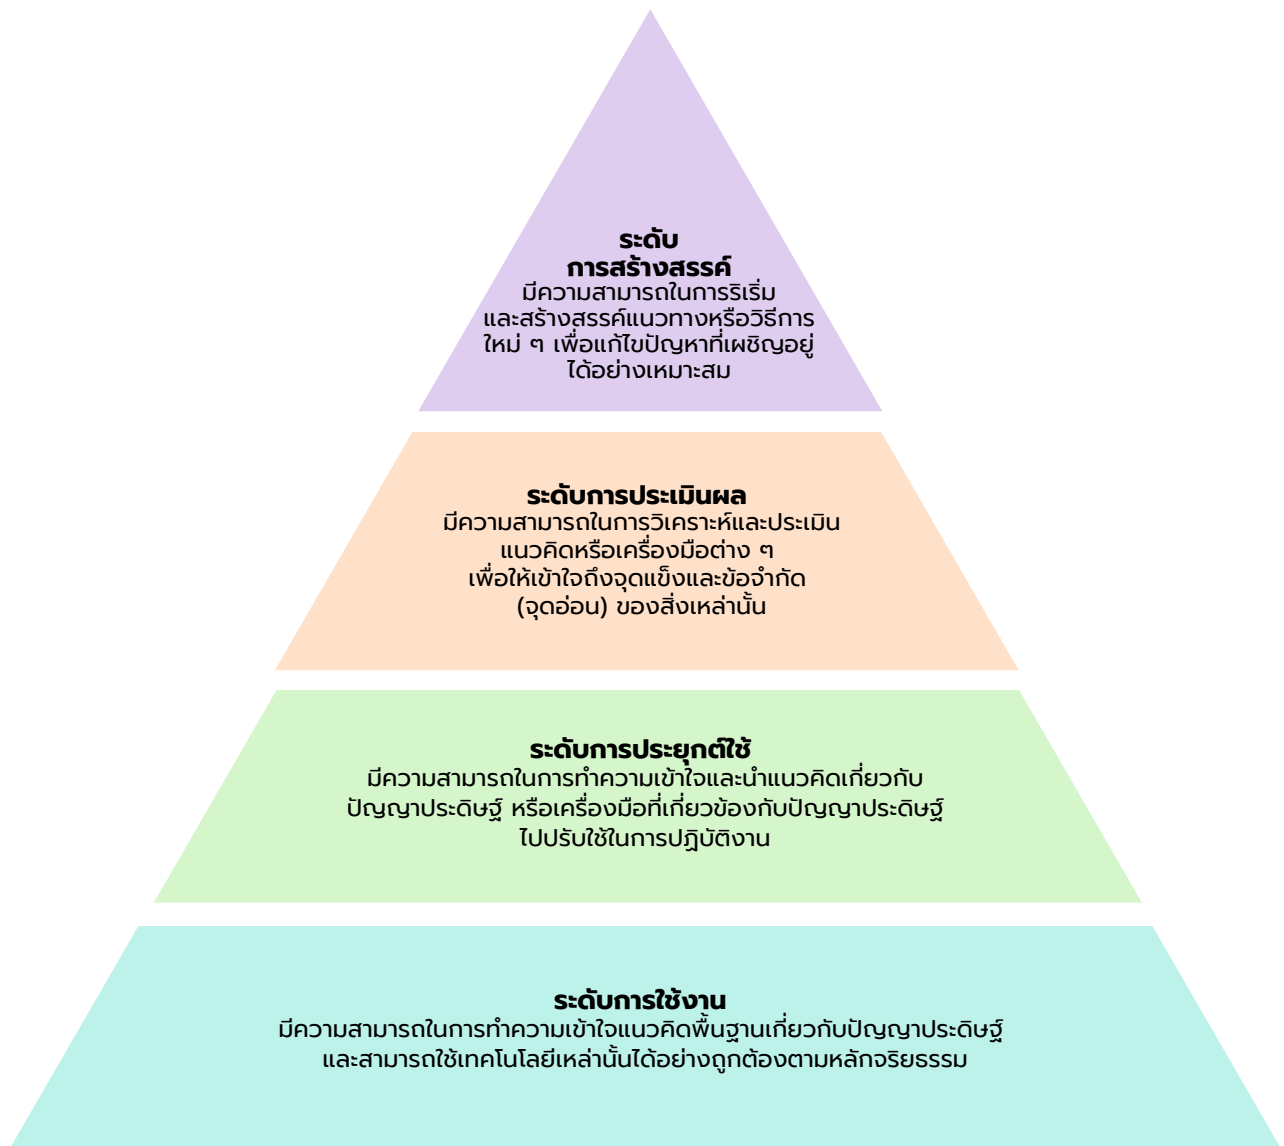 ระดับ
การสร้างสรรค์
มีความสามารถในการริเริ่ม
และสร้างสรรค์แนวทางหรือวิธีการ
ใหม่ ๆ เพื่อแก้ไขปัญหาที่เผชิญอยู่
ได้อย่างเหมาะสม
ระดับการประเมินผล
มีความสามารถในการวิเคราะห์และประเมิน
แนวคิดหรือเครื่องมือต่าง ๆ
เพื่อให้เข้าใจถึงจุดแข็งและข้อจำกัด
(จุดอ่อน) ของสิ่งเหล่านั้น
ระดับการประยุกต์ใช้
มีความสามารถในการทำความเข้าใจและนำแนวคิดเกี่ยวกับ
ปัญญาประดิษฐ์ หรือเครื่องมือที่เกี่ยวข้องกับปัญญาประดิษฐ์
ไปปรับใช้ในการปฏิบัติงาน
ระดับการใช้งาน
มีความสามารถในการทำความเข้าใจแนวคิดพื้นฐานเกี่ยวกับปัญญาประดิษฐ์
และสามารถใช้เทคโนโลยีเหล่านั้นได้อย่างถูกต้องตามหลักจริยธรรม